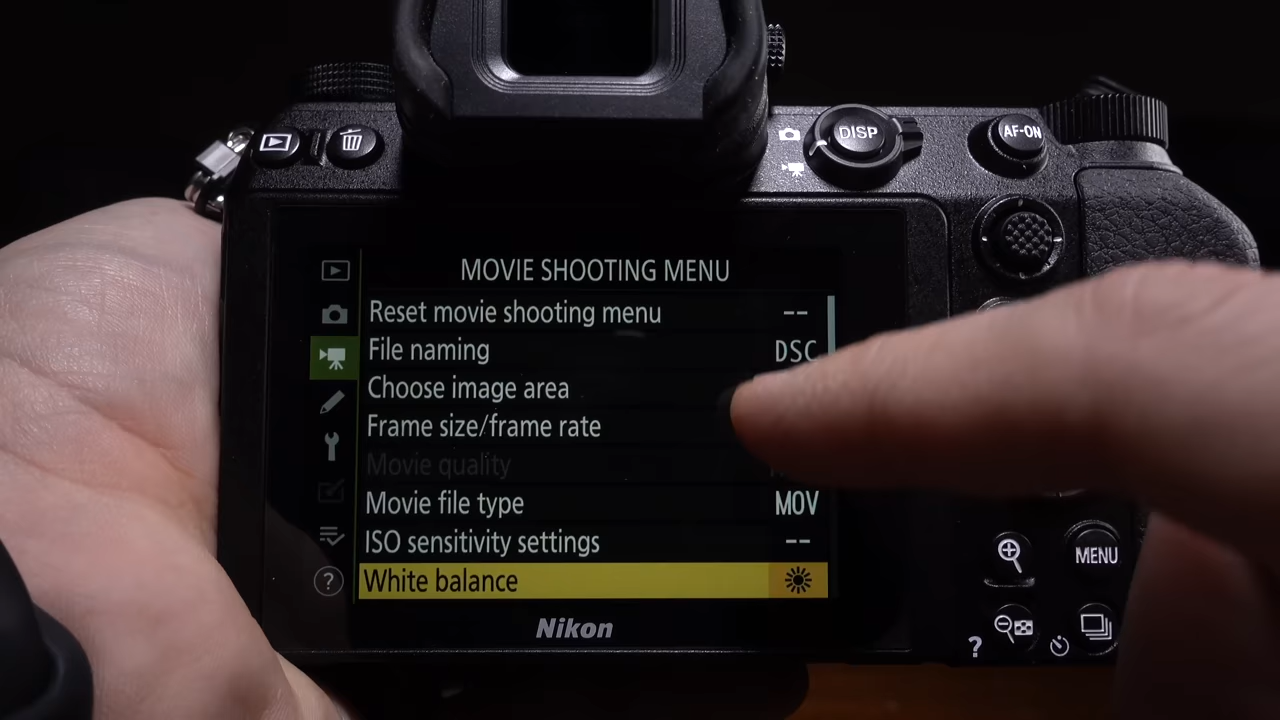 DISP
AF-ON
MOVIE SHOOTING MENU
Reset movie shooting menu --
File naming DSC
Choose image area
Frame size/frame rate
Movie quality
Movie file type MOV
ISO sensitivity settings --
White balance
?
MENU
Nikon
?